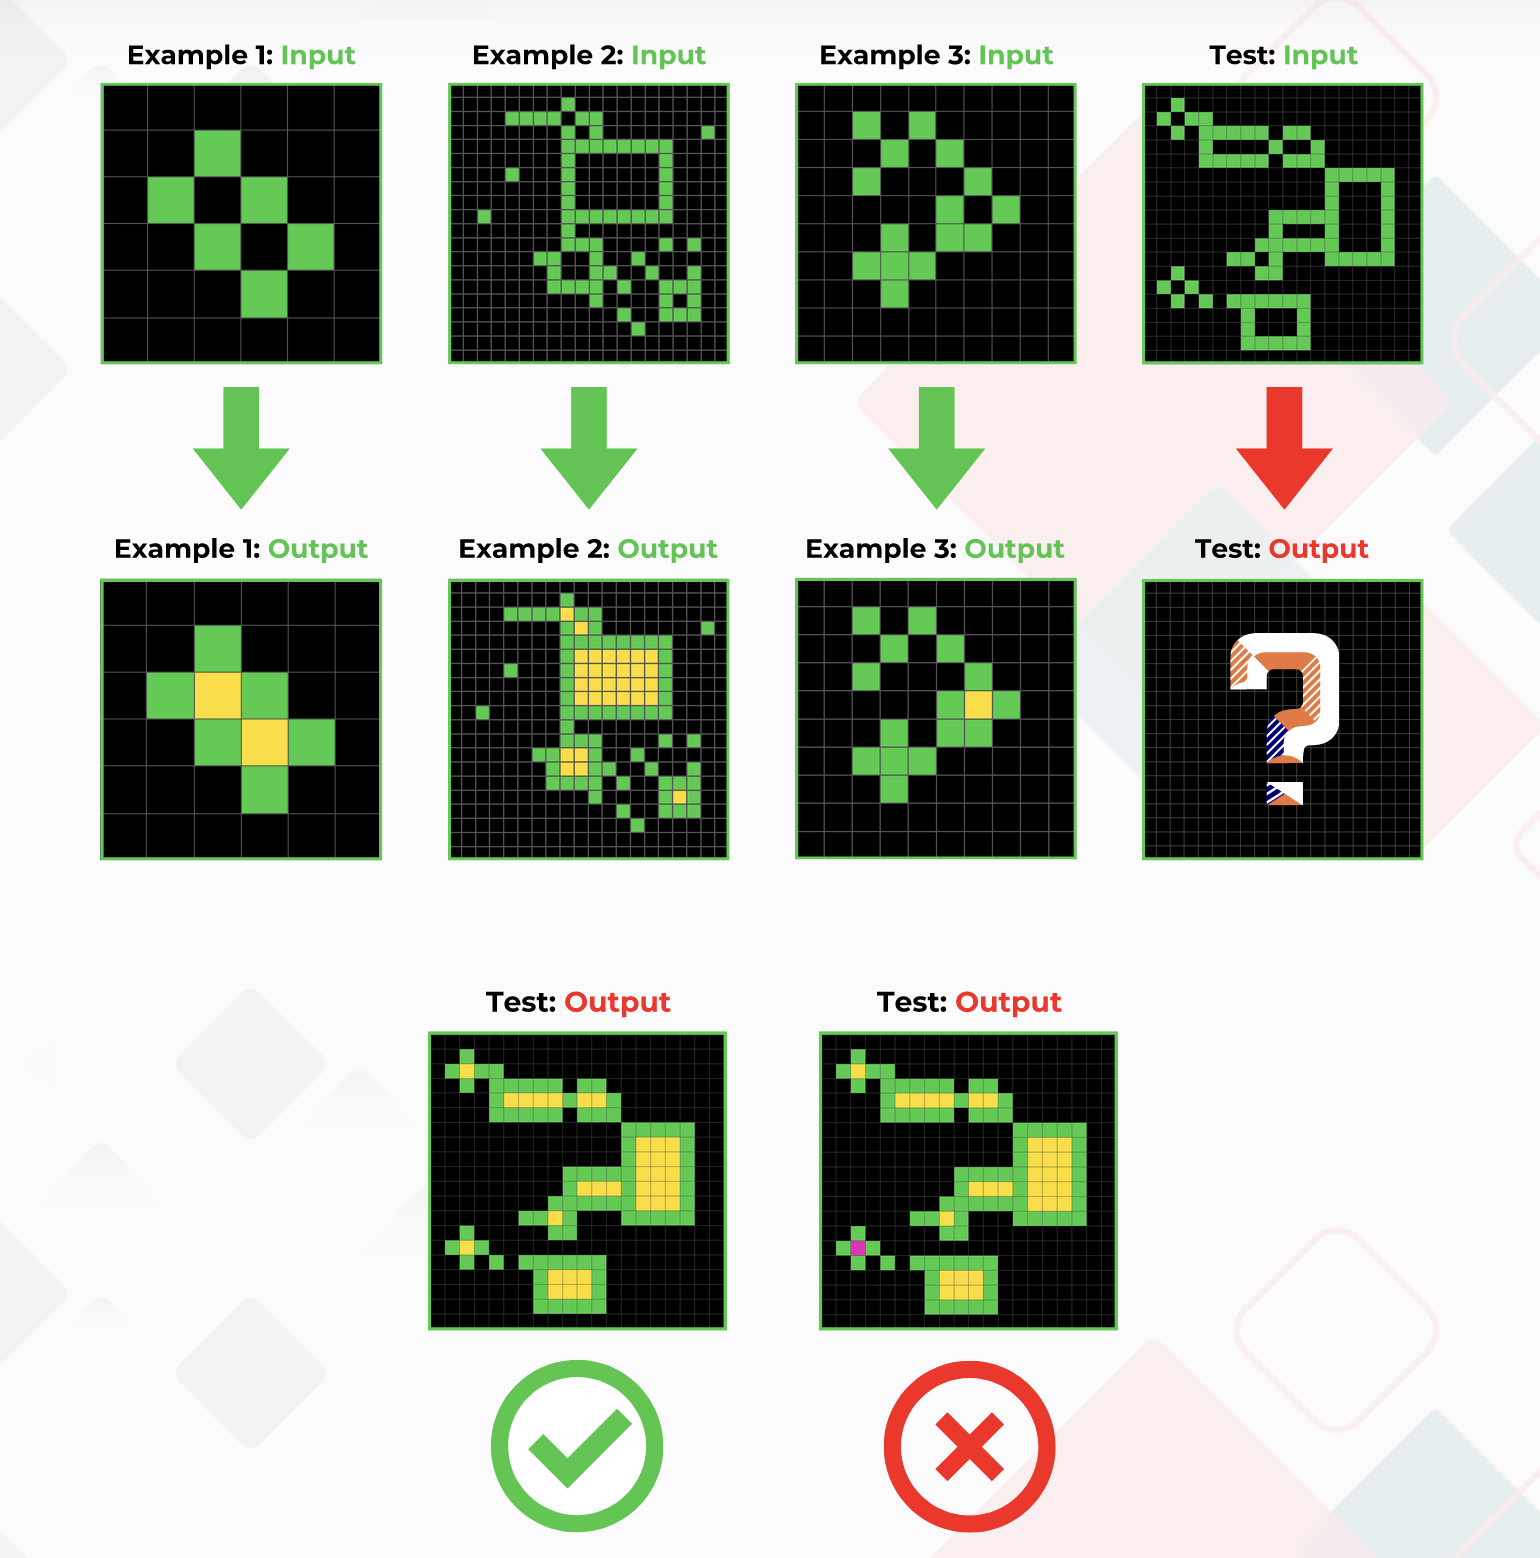 Example 1: Input
Example 2: Input
Example 3: Input
Test: Input
Example 1: Output
Example 2: Output
Example 3: Output
Test: Output
Test: Output
Test: Output